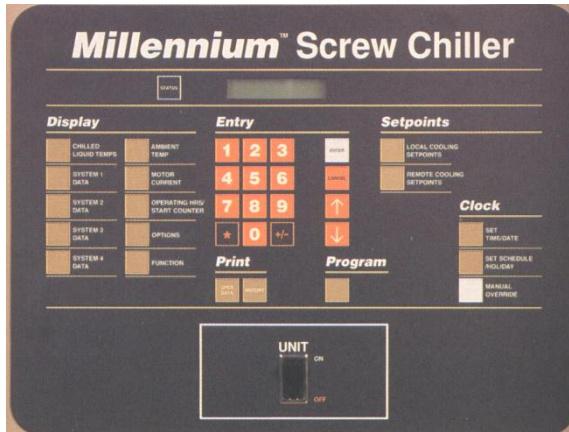 Millennium™ Screw Chiller
STATUS
Display
CHILLED
LIQUID TEMPS
SYSTEM 1
DATA
SYSTEM 2
DATA
SYSTEM 3
DATA
SYSTEM 4
DATA
AMBIENT
TEMP
MOTOR
CURRENT
OPERATING HRS/
START COUNTER
OPTIONS
FUNCTION
Entry
1 2 3
4 5 6
7 8 9
* 0 +/-
ENTER
CANCEL
↑
↓
Print
OPER
DATA
HISTORY
Program
Setpoints
LOCAL COOLING
SETPOINTS
REMOTE COOLING
SETPOINTS
Clock
SET
TIME/DATE
SET SCHEDULE
/HOLIDAY
MANUAL
OVERRIDE
UNIT
ON
OFF